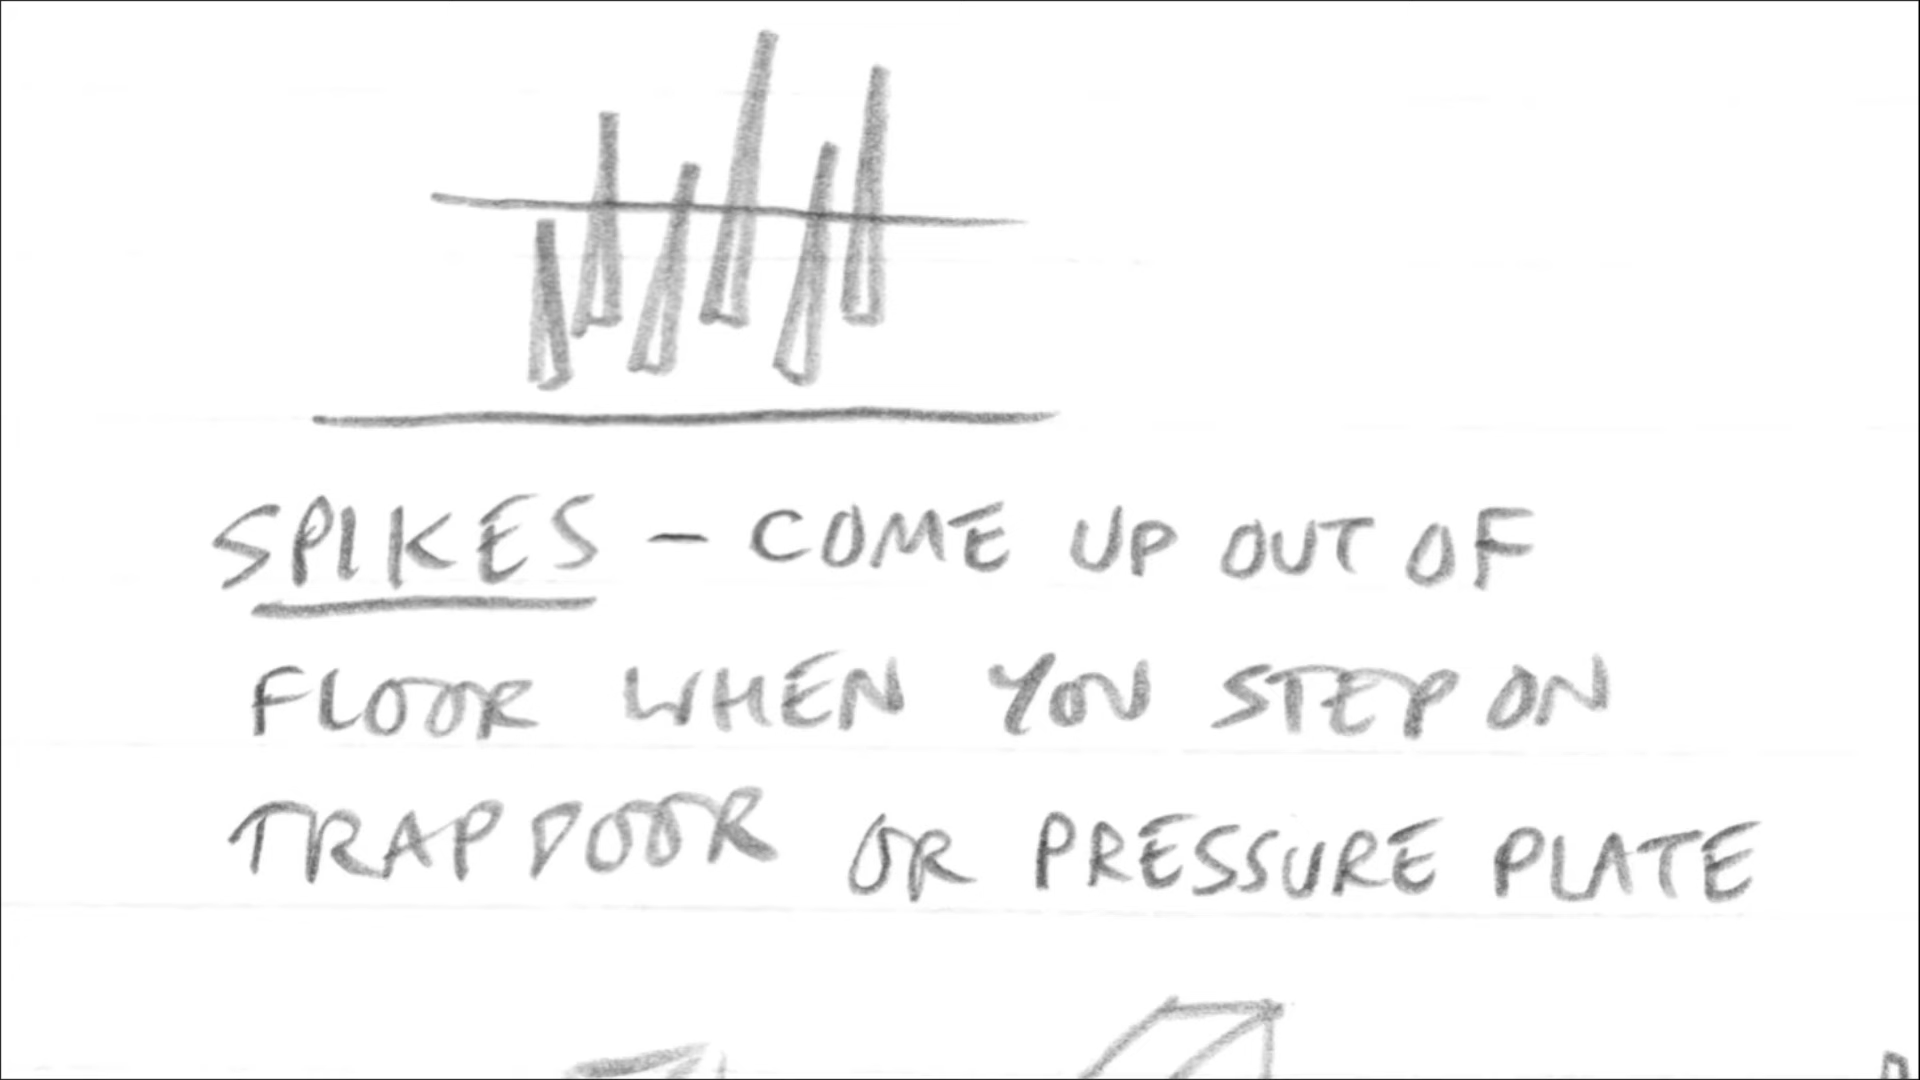 SPIKES - COME UP OUT OF
FLOOR WHEN YOU STEP ON
TRAPDOOR OR PRESSURE PLATE